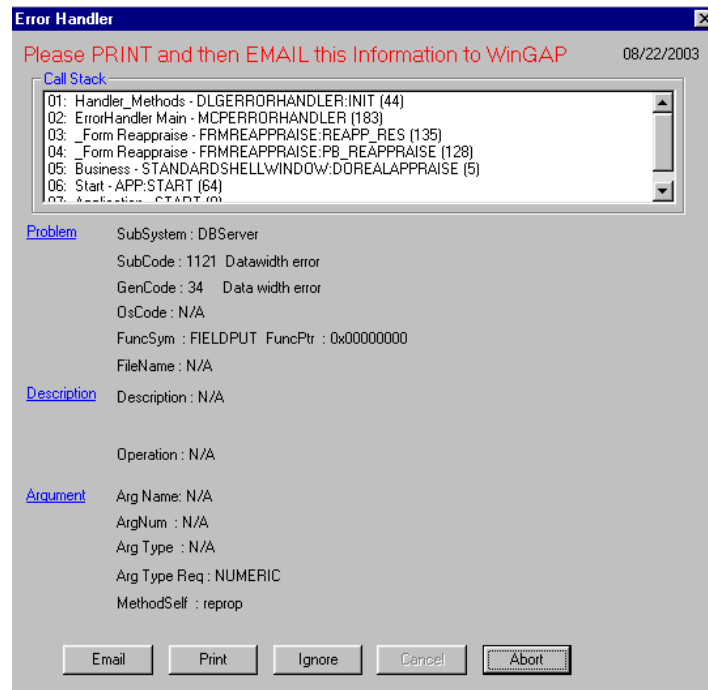 Error Handler
Please PRINT and then EMAIL this Information to WinGAP 08/22/2003
Call Stack
01: Handler_Methods - DLGERRORHANDLER:INIT (44)
02: ErrorHandler Main - MCPERRORHANDLER (183)
03: _Form Reappraise - FRMREAPPRAISE:REAPP_RES (135)
04: _Form Reappraise - FRMREAPPRAISE:PB_REAPPRAISE (128)
05: Business - STANDARDSHELLWINDOW:DOREALAPPRAISE (5)
06: Start - APP:START (64)
Problem SubSystem : DBServer
SubCode : 1121 Datawidth error
GenCode : 34 Data width error
OsCode : N/A
FuncSym : FIELDPUT FuncPtr : 0x00000000
FileName : N/A
Description Description : N/A
Operation : N/A
Argument Arg Name: N/A
ArgNum : N/A
Arg Type : N/A
Arg Type Req : NUMERIC
MethodSelf : reprop
Email Print Ignore Cancel Abort